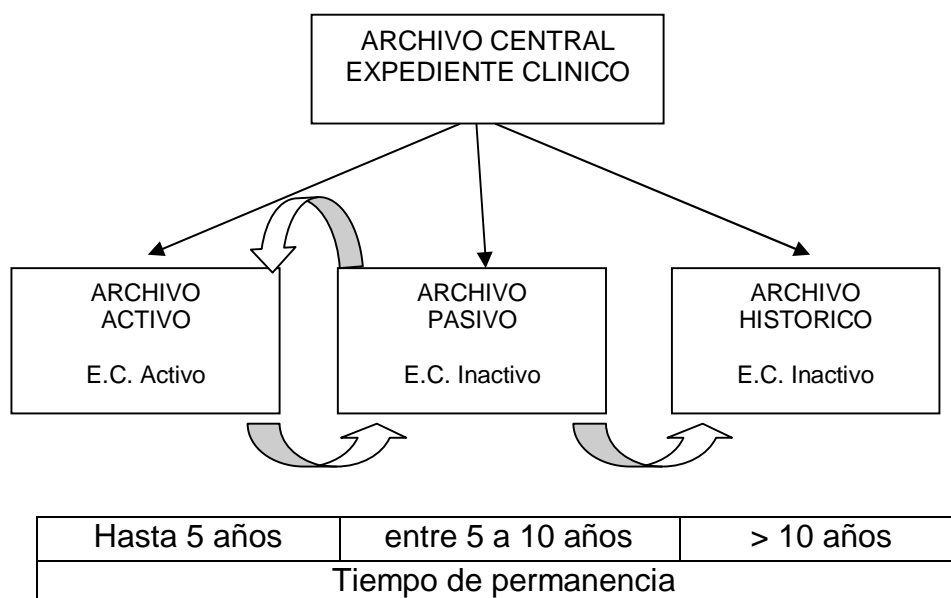 ARCHIVO CENTRAL
EXPEDIENTE CLINICO
ARCHIVO
ACTIVO
E.C. Activo
ARCHIVO
PASIVO
E.C. Inactivo
ARCHIVO
HISTORICO
E.C. Inactivo
Hasta 5 años
entre 5 a 10 años
> 10 años
Tiempo de permanencia